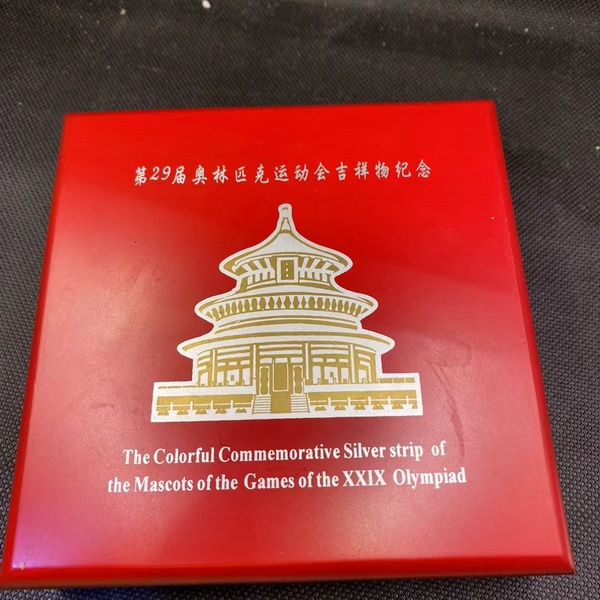 第29届奥林匹克运动会吉祥物纪念
The Colorful Commemorative Silver strip of
the Mascots of the Games of the XXIX Olympiad